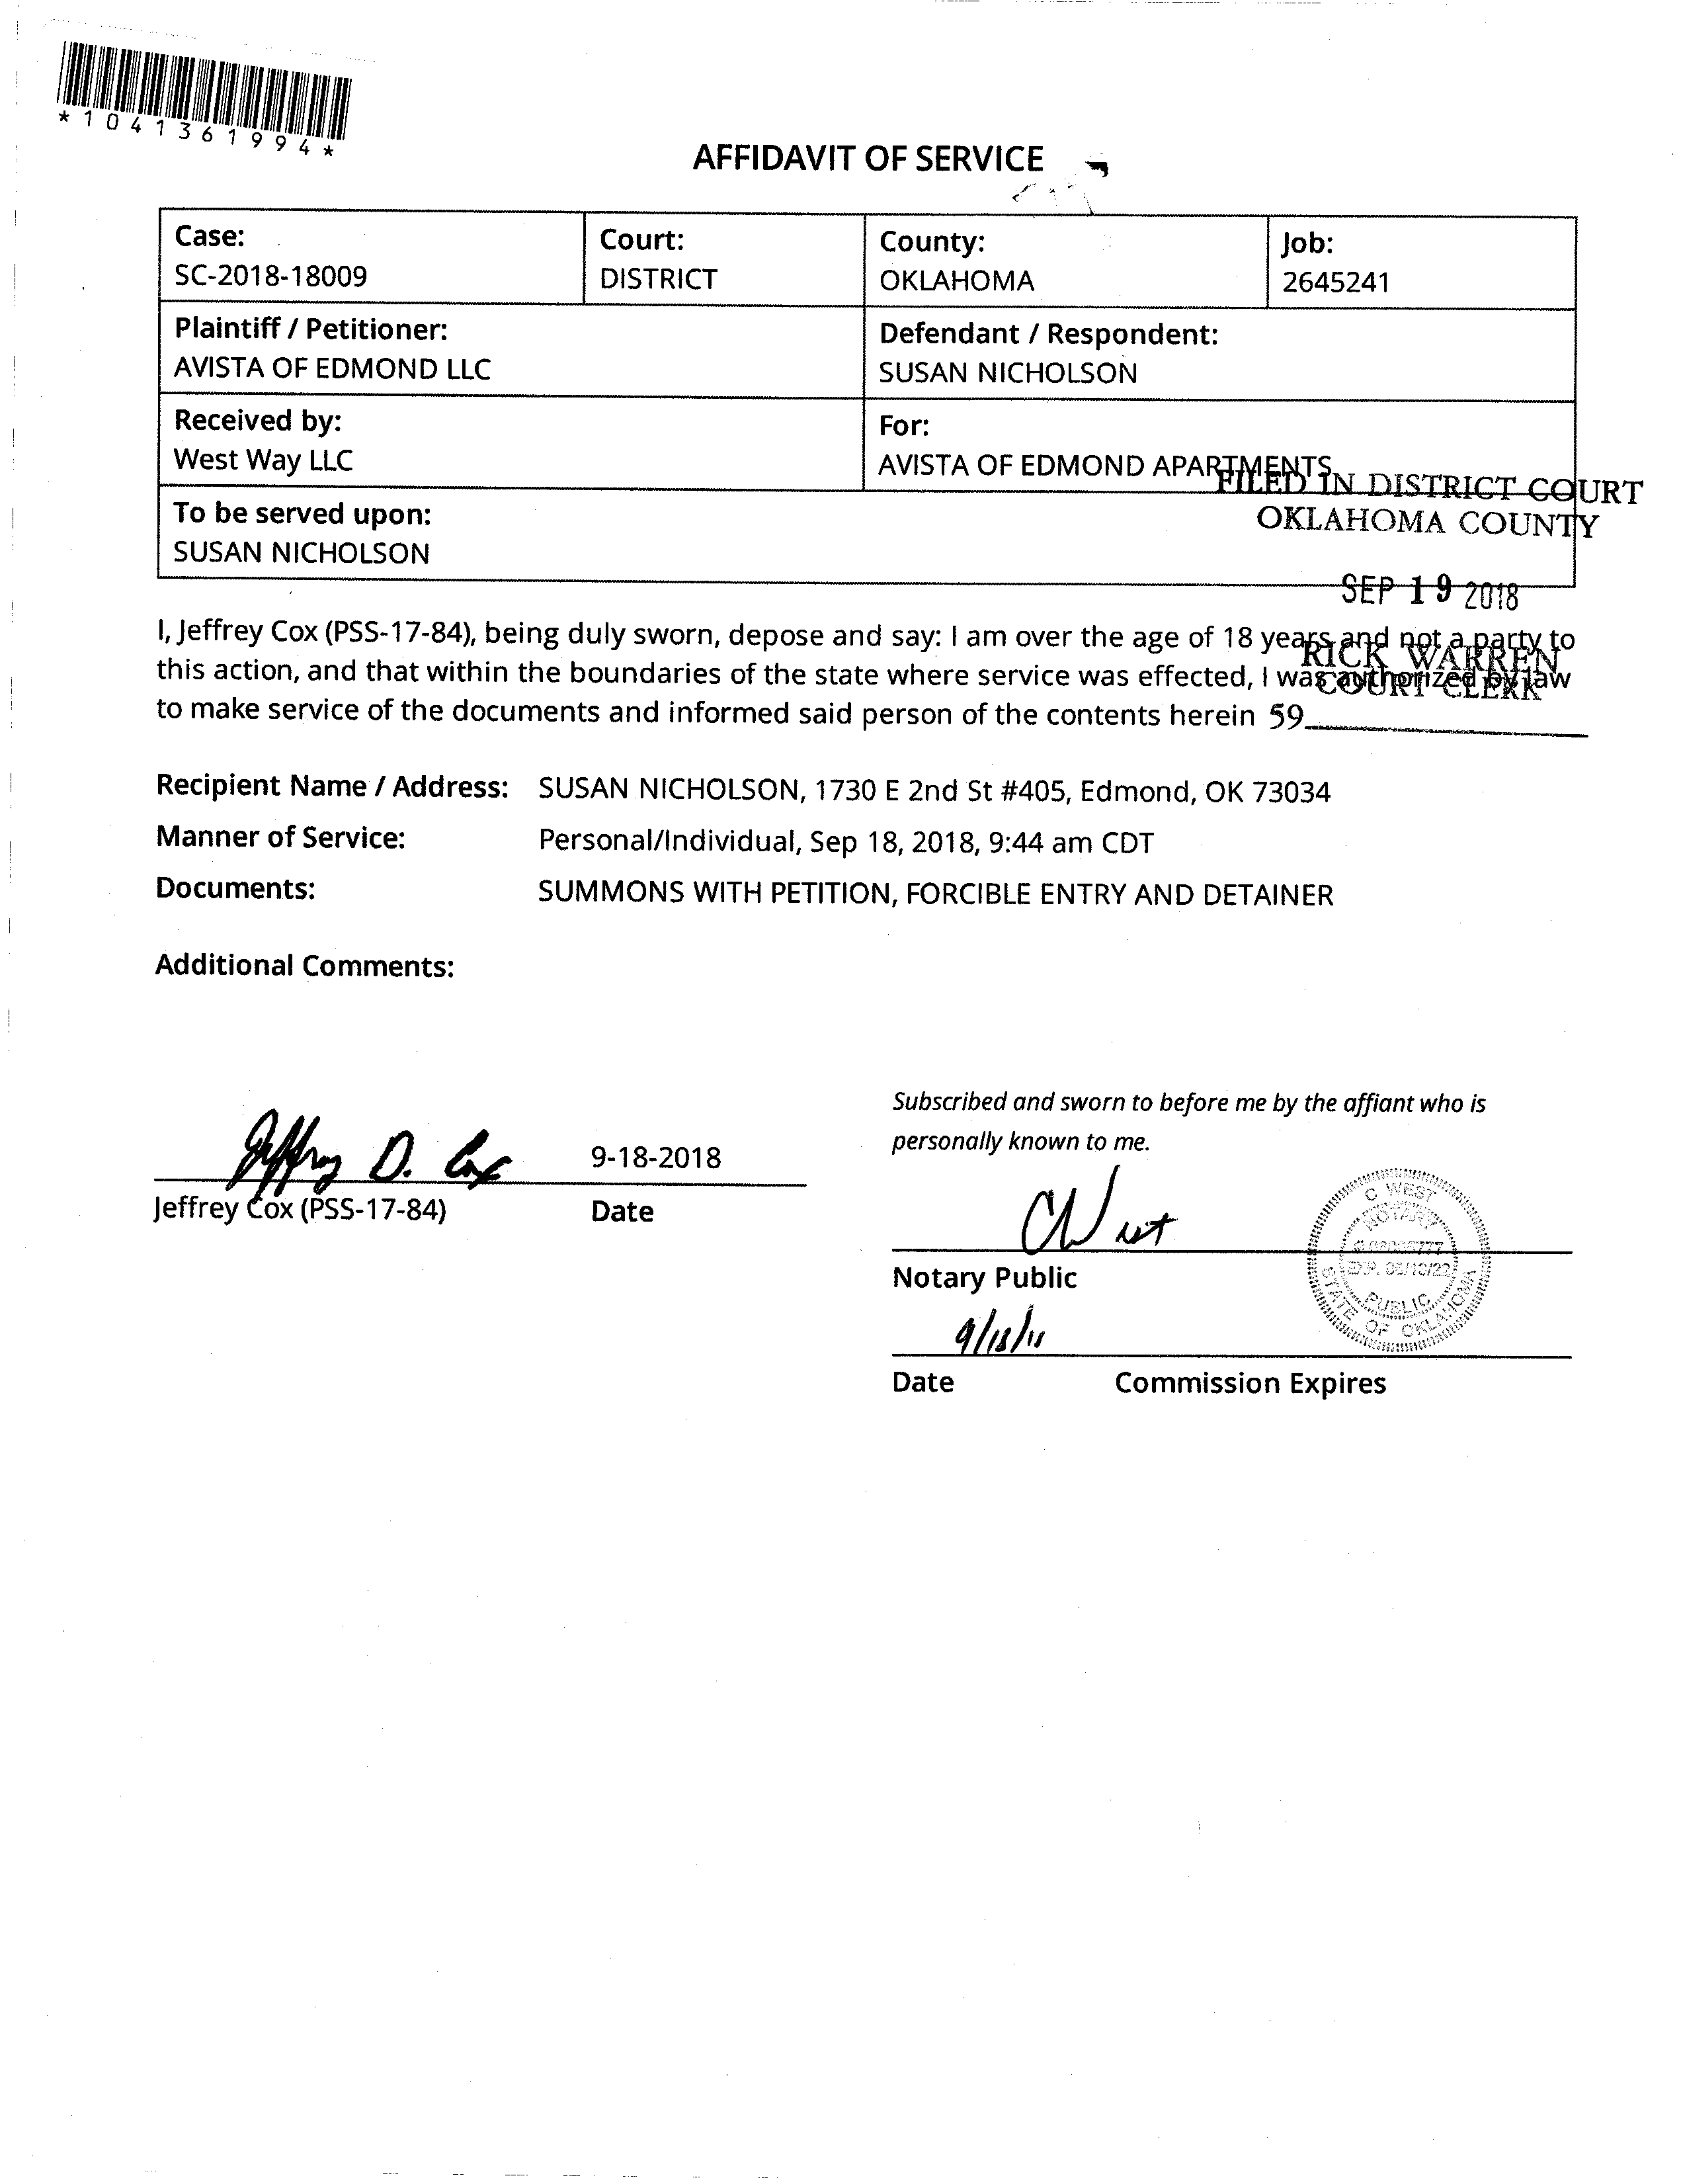 *1041361994*
AFFIDAVIT OF SERVICE
Case:
SC-2018-18009
Court:
DISTRICT
County:
OKLAHOMA
Job:
2645241
Plaintiff / Petitioner:
AVISTA OF EDMOND LLC
Defendant / Respondent:
SUSAN NICHOLSON
Received by:
West Way LLC
For:
AVISTA OF EDMOND APARTMENTS
To be served upon:
SUSAN NICHOLSON
FILED IN DISTRICT COURT
OKLAHOMA COUNTY
SEP 19 2018
RICK WARREN
COURT CLERK
59
I, Jeffrey Cox (PSS-17-84), being duly sworn, depose and say: I am over the age of 18 years and not a party to
this action, and that within the boundaries of the state where service was effected, I was authorized by law
to make service of the documents and informed said person of the contents herein
Recipient Name / Address: SUSAN NICHOLSON, 1730 E 2nd St #405, Edmond, OK 73034
Manner of Service: Personal/Individual, Sep 18, 2018, 9:44 am CDT
Documents: SUMMONS WITH PETITION, FORCIBLE ENTRY AND DETAINER
Additional Comments:
Jeffrey D. Cox
9-18-2018
Jeffrey Cox (PSS-17-84)
Date
Subscribed and sworn to before me by the affiant who is
personally known to me.
C West
C WEST
NOTARY
EXP.
PUBLIC
STATE OF OKLAHOMA
Notary Public
Date
Commission Expires